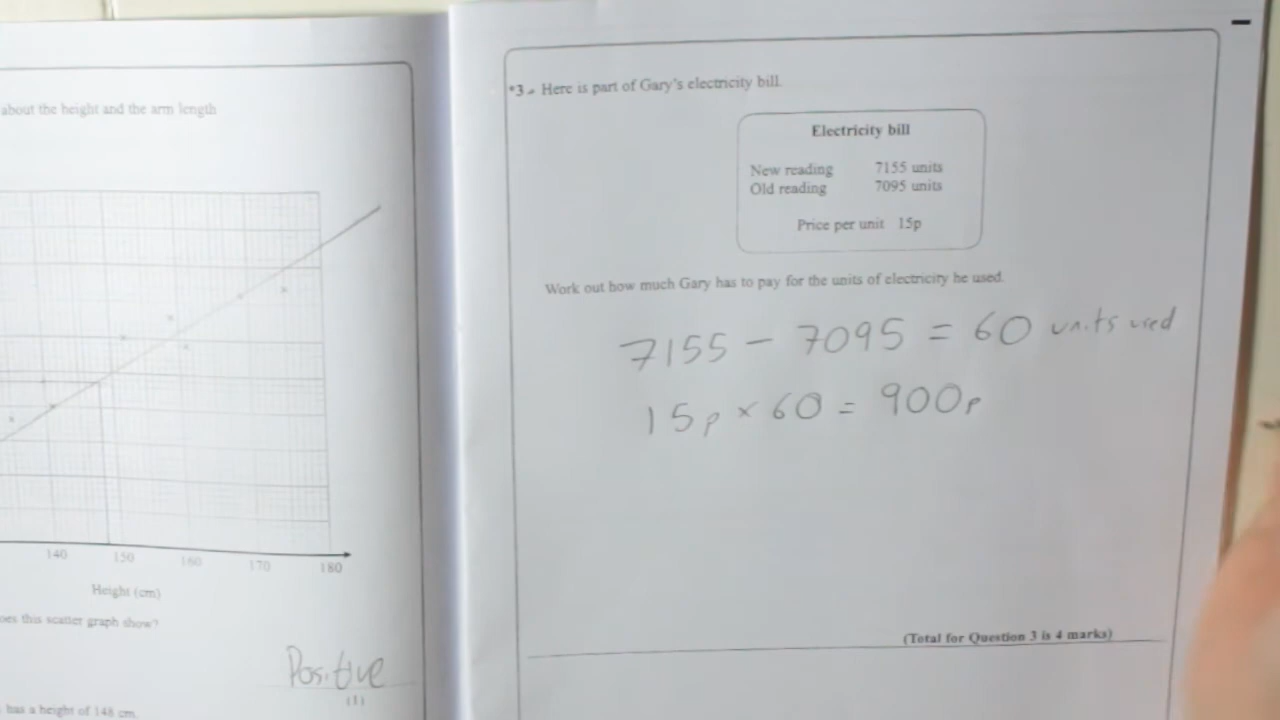 about the height and the arm length
140 150 160 170 180
Height (cm)
oes this scatter graph show?
Positive
(1)
has a height of 148 cm.
*3. Here is part of Gary's electricity bill.
Electricity bill
New reading 7155 units
Old reading 7095 units
Price per unit 15p
Work out how much Gary has to pay for the units of electricity he used.
7155 - 7095 = 60 units used
15p × 60 = 900p
(Total for Question 3 is 4 marks)